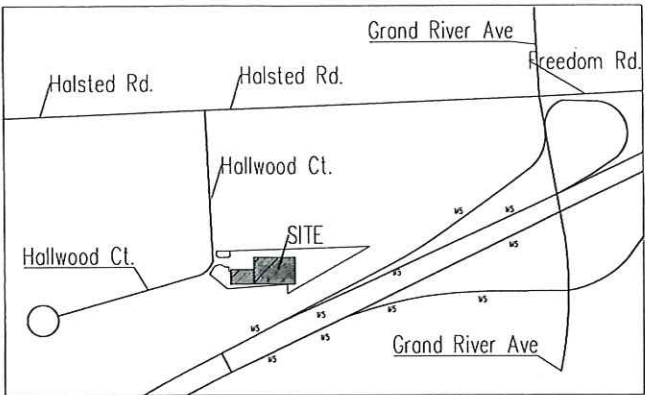 Grand River Ave
Freedom Rd.
Halsted Rd.
Halsted Rd.
Hallwood Ct.
SITE
Hallwood Ct.
Grand River Ave